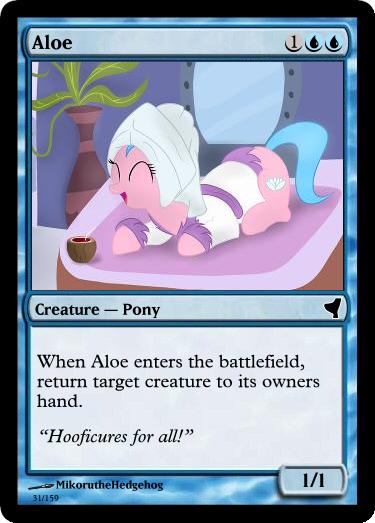 Aloe 1
Creature — Pony
When Aloe enters the battlefield,
return target creature to its owners
hand.
“Hooficures for all!”
1/1
MikorutheHedgehog
31/159